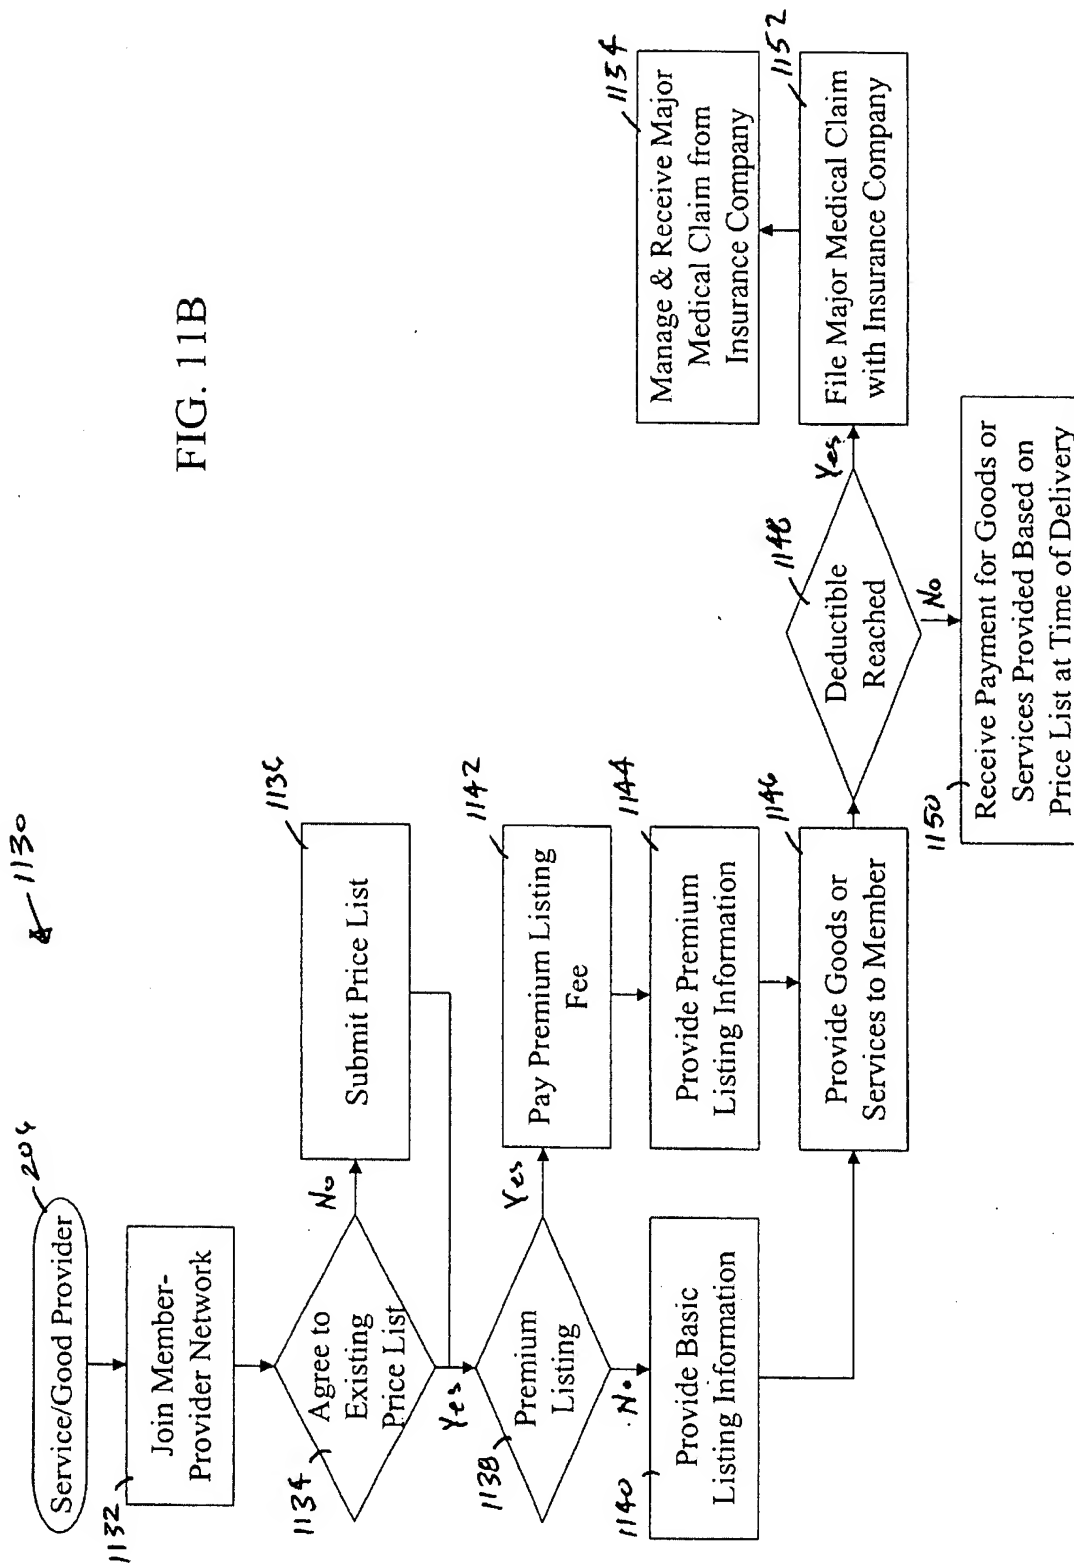 FIG. 11B
1130
204
Service/Good Provider
1132
Join Member-
Provider Network
1134
Agree to
Existing
Price List
No
1136
Submit Price List
Yes
1138
Premium
Listing
Yes
1142
Pay Premium Listing
Fee
No
1140
Provide Basic
Listing Information
1144
Provide Premium
Listing Information
1146
Provide Goods or
Services to Member
1148
Deductible
Reached
No
1150
Receive Payment for Goods or
Services Provided Based on
Price List at Time of Delivery
Yes
1152
File Major Medical Claim
with Insurance Company
1154
Manage & Receive Major
Medical Claim from
Insurance Company